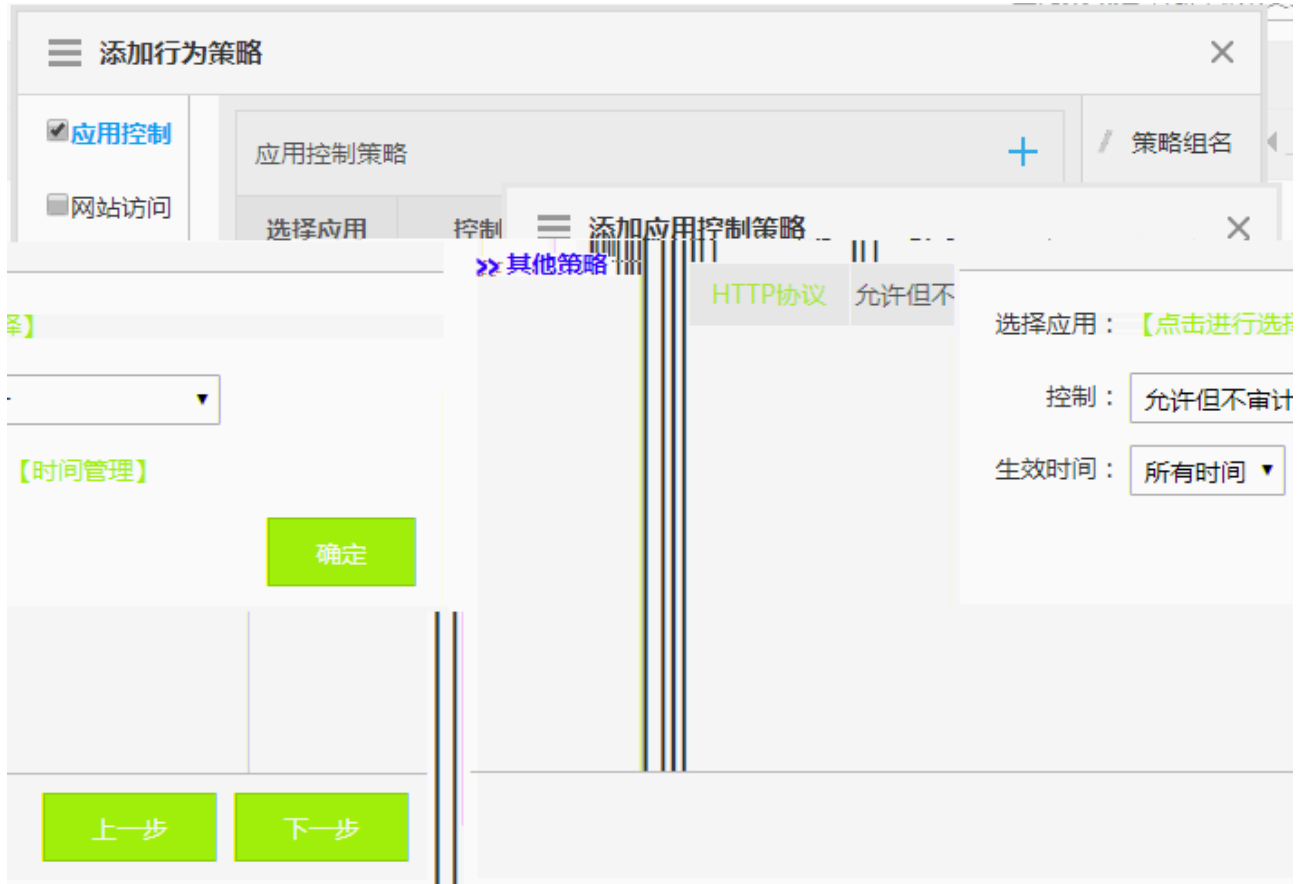 添加行为策略
应用控制
应用控制策略
策略组名
网站访问
选择应用 控制
添加应用控制策略
>> 其他策略
HTTP协议 允许但不
择】
选择应用： 【点击进行选择
控制： 允许但不审计
【时间管理】
生效时间： 所有时间
确定
上一步 下一步